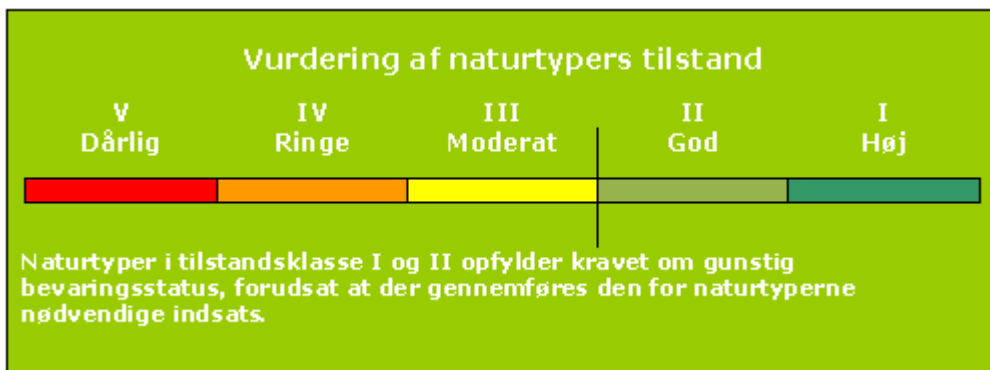 Vurdering af naturtypers tilstand
V IV III II I
Dårlig Ringe Moderat God Høj
Naturtyper i tilstandsklasse I og II opfylder kravet om gunstig
bevaringsstatus, forudsat at der gennemføres den for naturtyperne
nødvendige indsats.